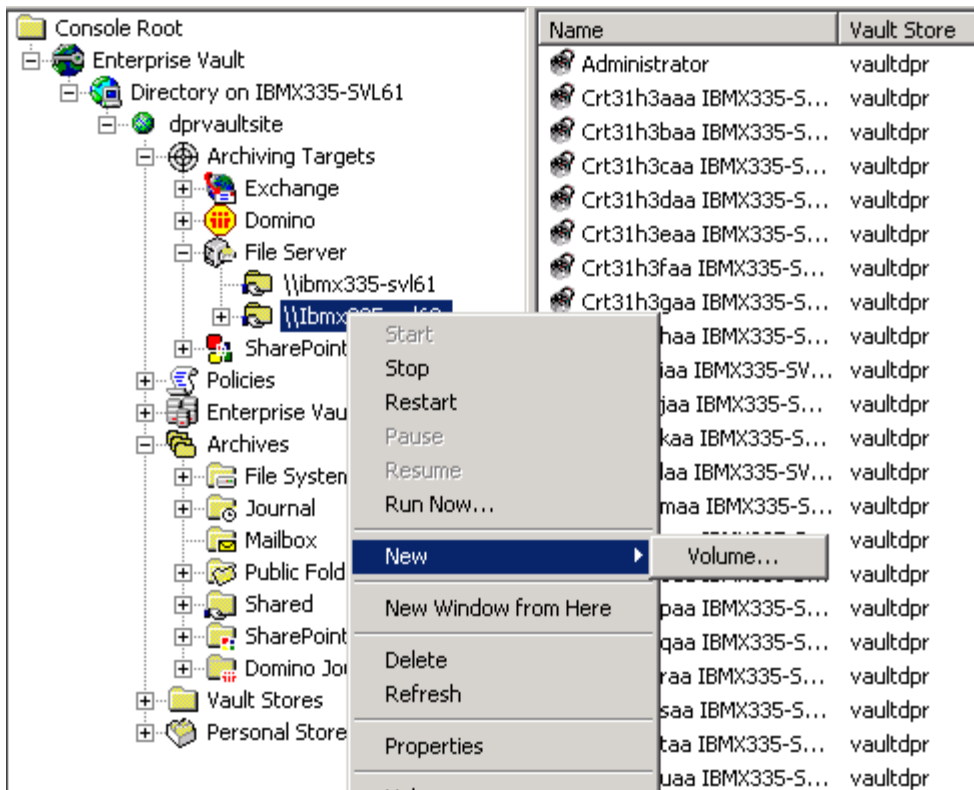 Console Root
Enterprise Vault
Directory on IBMX335-SVL61
dprvaultsite
Archiving Targets
Exchange
Domino
File Server
\\ibmx335-svl61
\\Ibmx
SharePoint
Policies
Enterprise Vau
Archives
File System
Journal
Mailbox
Public Fold
Shared
SharePoint
Domino Jou
Vault Stores
Personal Store
Start
Stop
Restart
Pause
Resume
Run Now...
New
Volume...
New Window from Here
Delete
Refresh
Properties
Name Vault Store
Administrator vaultdpr
Crt31h3aaa IBMX335-S... vaultdpr
Crt31h3baa IBMX335-S... vaultdpr
Crt31h3caa IBMX335-S... vaultdpr
Crt31h3daa IBMX335-S... vaultdpr
Crt31h3eaa IBMX335-S... vaultdpr
Crt31h3faa IBMX335-S... vaultdpr
Crt31h3gaa IBMX335-S... vaultdpr
haa IBMX335-S... vaultdpr
iaa IBMX335-SV... vaultdpr
jaa IBMX335-S... vaultdpr
kaa IBMX335-S... vaultdpr
laa IBMX335-SV... vaultdpr
maa IBMX335-S... vaultdpr
vaultdpr
vaultdpr
paa IBMX335-S... vaultdpr
qaa IBMX335-S... vaultdpr
raa IBMX335-S... vaultdpr
saa IBMX335-S... vaultdpr
taa IBMX335-S... vaultdpr
uaa IBMX335-S... vaultdpr